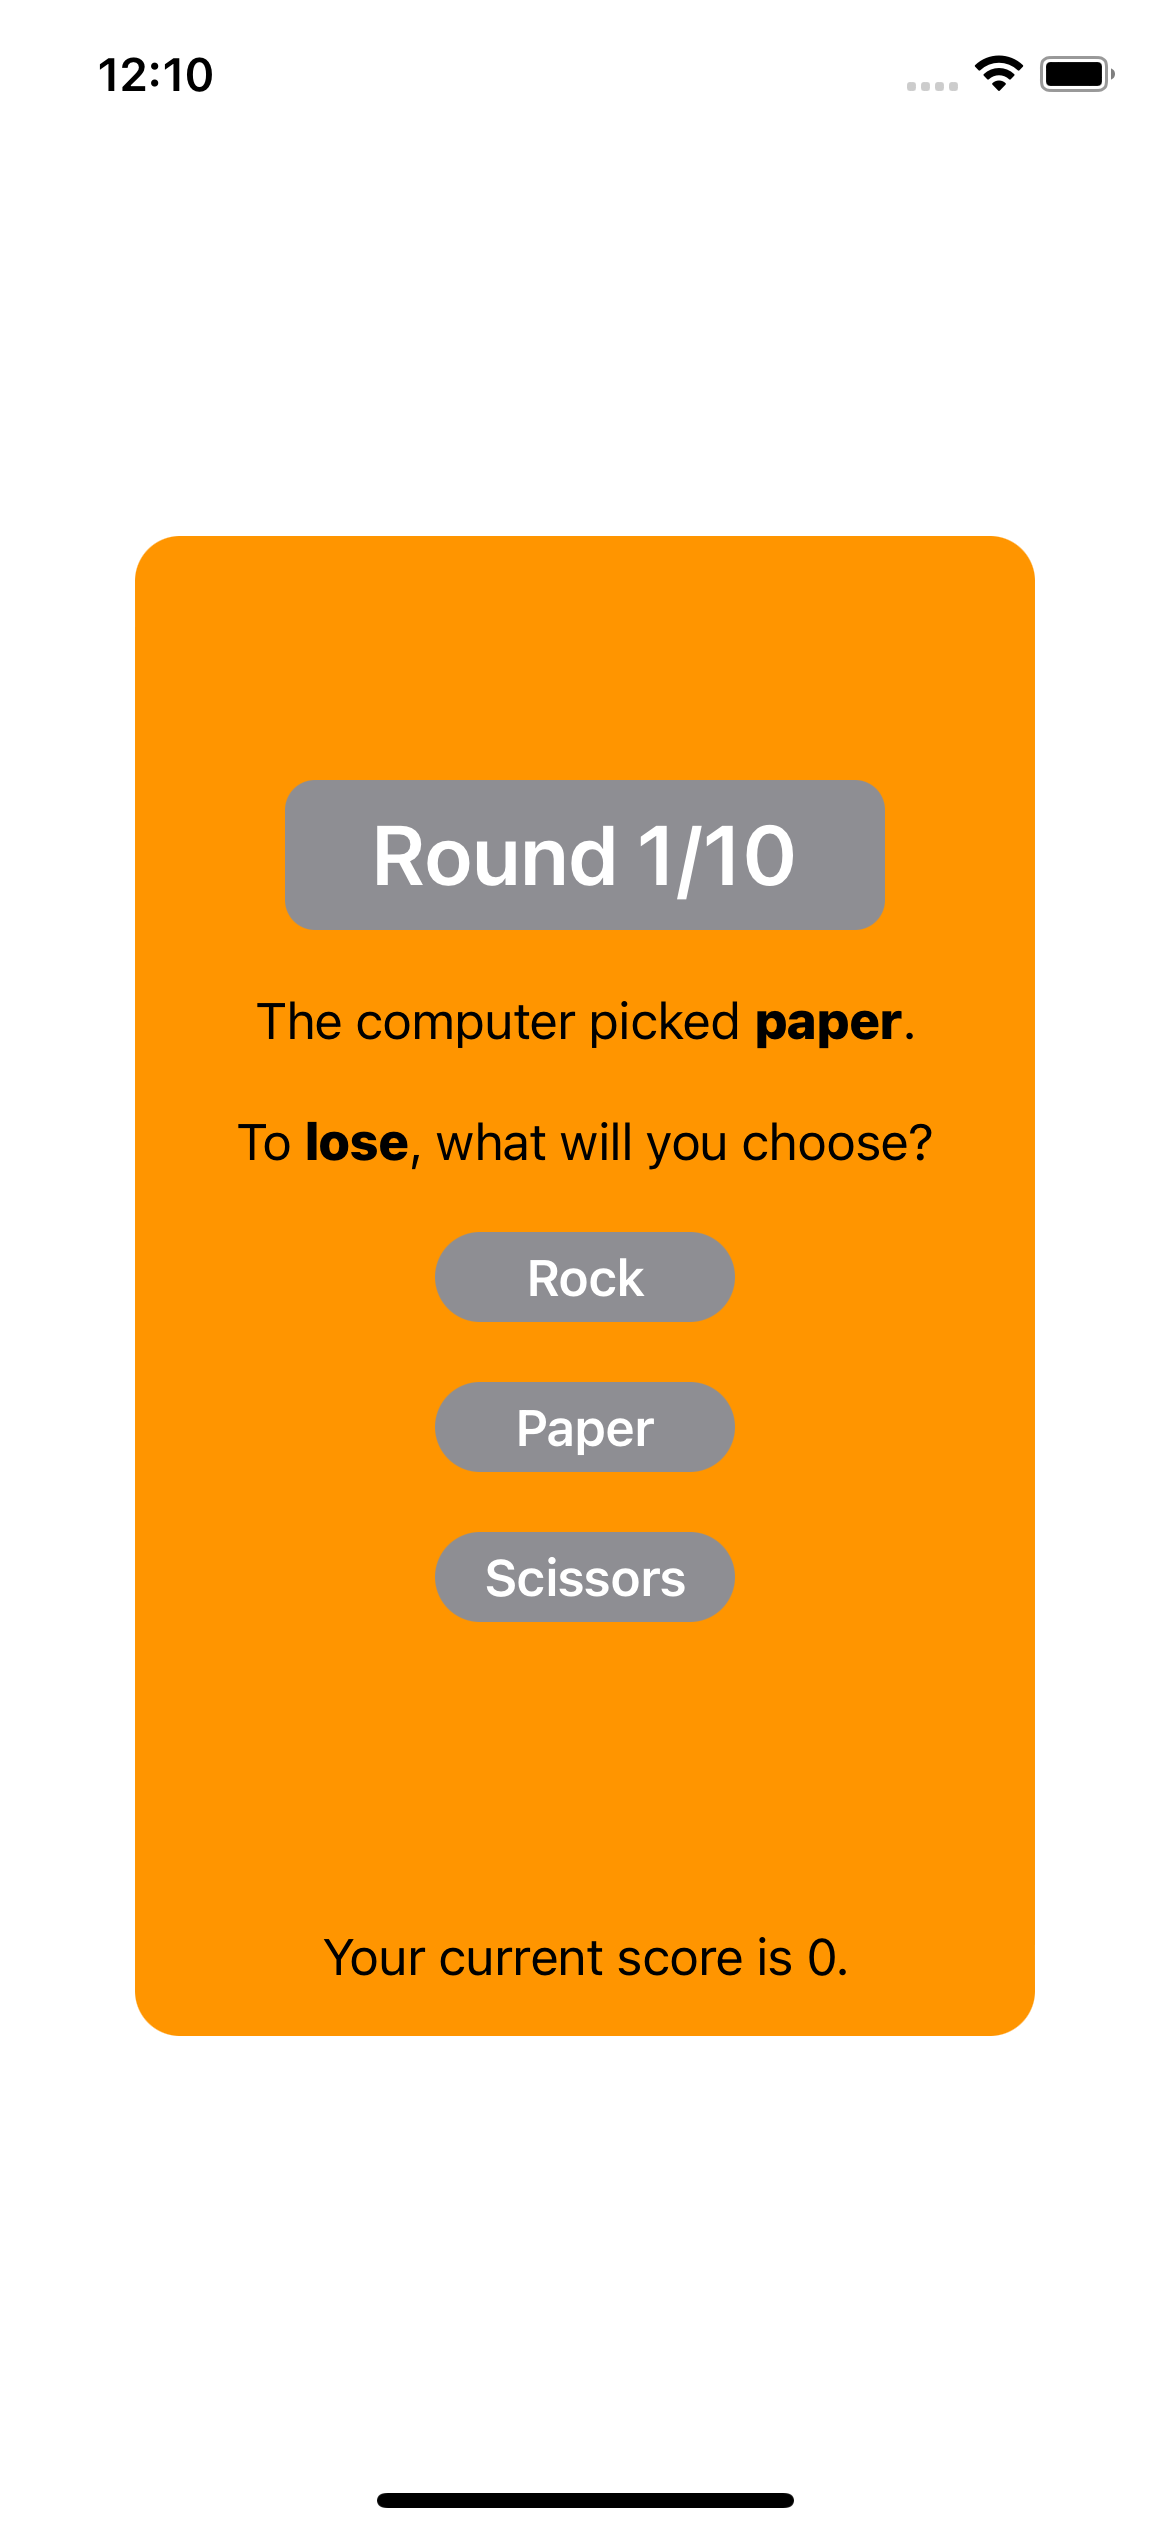 12:10
Round 1/10
The computer picked paper.
To lose, what will you choose?
Rock
Paper
Scissors
Your current score is 0.